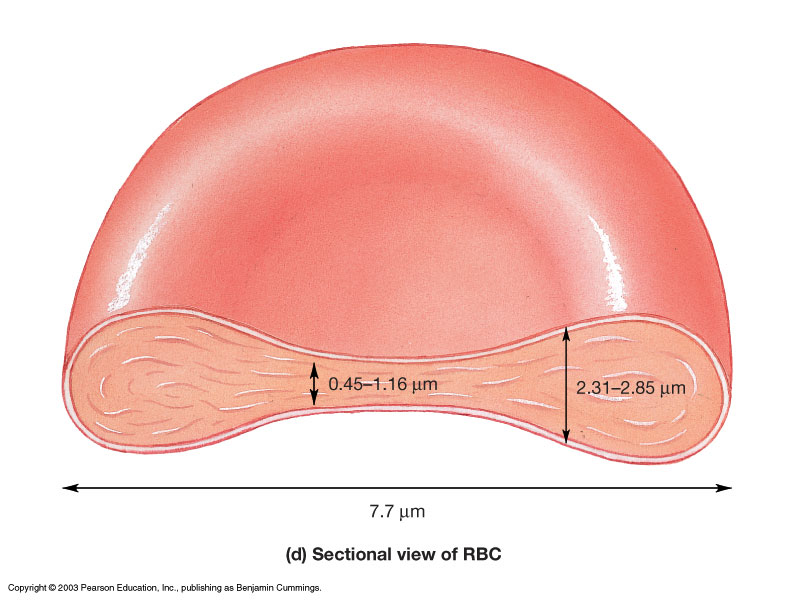 0.45–1.16 μm
2.31–2.85 μm
7.7 μm
(d) Sectional view of RBC
Copyright © 2003 Pearson Education, Inc., publishing as Benjamin Cummings.